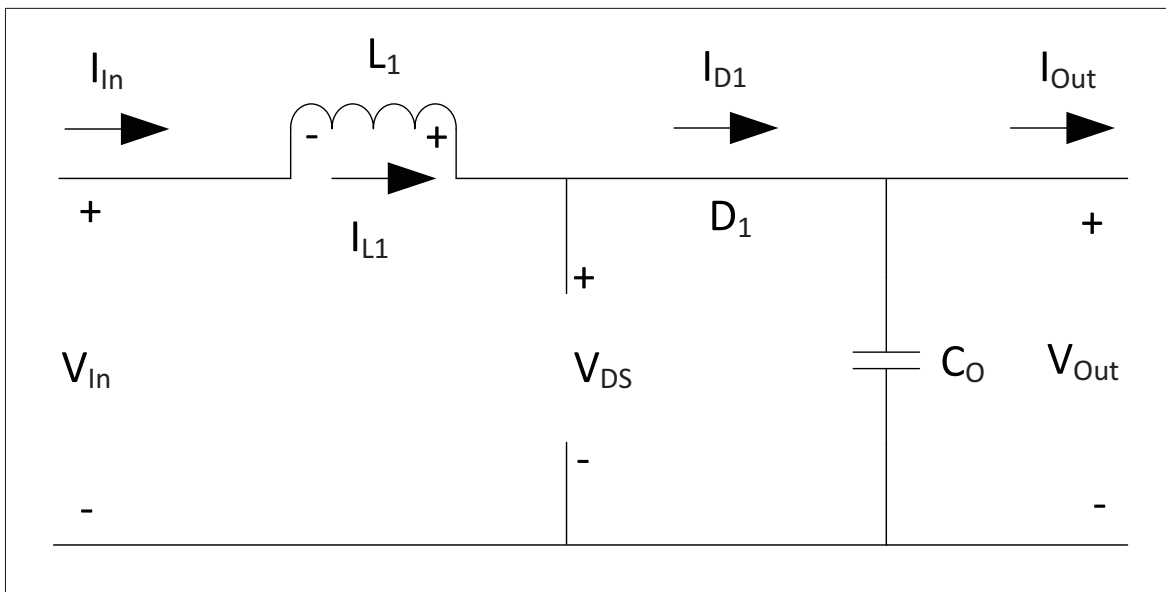 I_In L_1 I_D1 I_Out
- +
+ I_L1 D_1 +
+
V_In V_DS C_O V_Out
-
- -